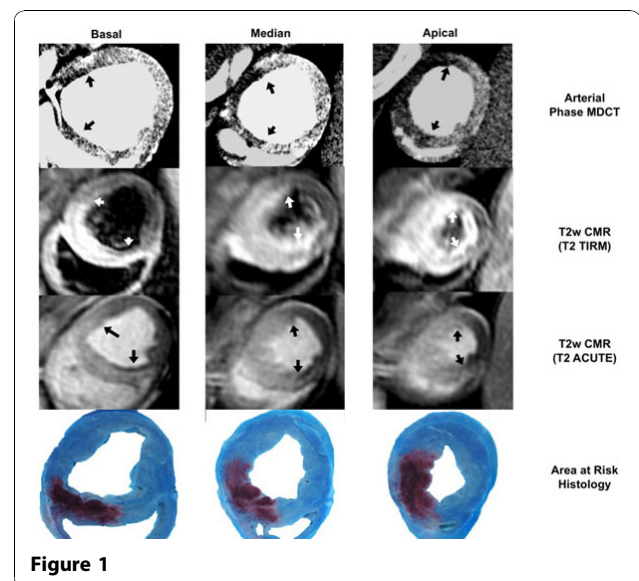 Basal Median Apical
Arterial
Phase MDCT
T2w CMR
(T2 TIRM)
T2w CMR
(T2 ACUTE)
Area at Risk
Histology
Figure 1